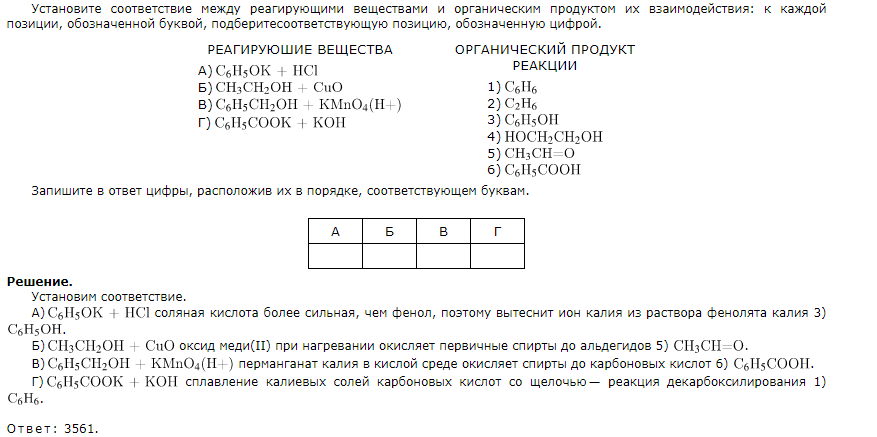 Установите соответствие между реагирующими веществами и органическим продуктом их взаимодействия: к каждой
позиции, обозначенной буквой, подберитесоответствующую позицию, обозначенную цифрой.
РЕАГИРУЮШИЕ ВЕЩЕСТВА
А) C₆H₅OK + HCl
Б) CH₃CH₂OH + CuO
В) C₆H₅CH₂OH + KMnO₄(H+)
Г) C₆H₅COOK + KOH
ОРГАНИЧЕСКИЙ ПРОДУКТ
РЕАКЦИИ
1) C₆H₆
2) C₂H₆
3) C₆H₅OH
4) HOCH₂CH₂OH
5) CH₃CH=O
6) C₆H₅COOH
Запишите в ответ цифры, расположив их в порядке, соответствующем буквам.
А Б В Г
Решение.
Установим соответствие.
А) C₆H₅OK + HCl соляная кислота более сильная, чем фенол, поэтому вытеснит ион калия из раствора фенолята калия 3)
C₆H₅OH.
Б) CH₃CH₂OH + CuO оксид меди(II) при нагревании окисляет первичные спирты до альдегидов 5) CH₃CH=O.
В) C₆H₅CH₂OH + KMnO₄(H+) перманганат калия в кислой среде окисляет спирты до карбоновых кислот 6) C₆H₅COOH.
Г) C₆H₅COOK + KOH сплавление калиевых солей карбоновых кислот со щелочью — реакция декарбоксилирования 1)
C₆H₆.
Ответ: 3561.